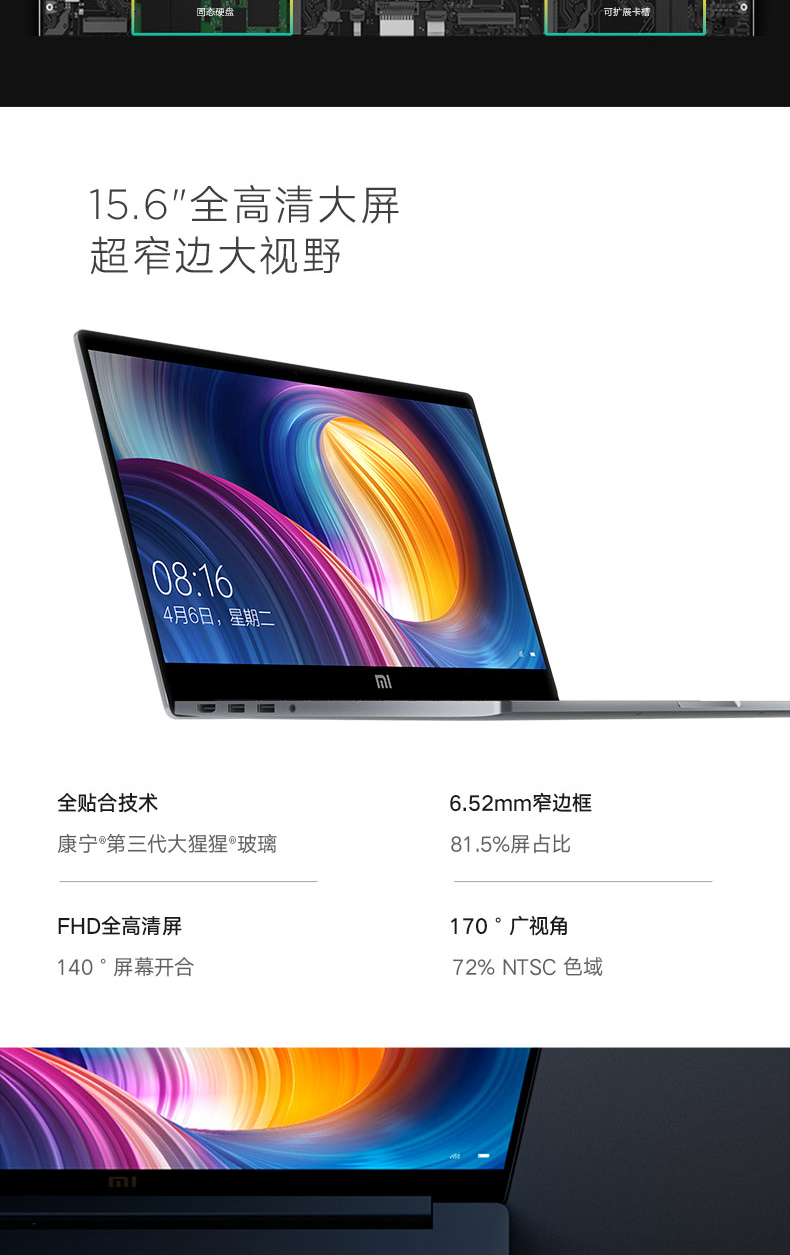 固态硬盘
可扩展卡槽
15.6"全高清大屏
超窄边大视野
08:16
4月6日，星期二
mi
全贴合技术
康宁®第三代大猩猩®玻璃
6.52mm窄边框
81.5%屏占比
FHD全高清屏
140°屏幕开合
170°广视角
72% NTSC 色域
mi